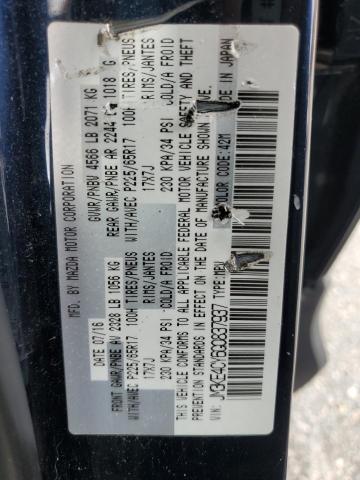 MFD. BY MAZDA MOTOR CORPORATION
DATE 07/16 GVWR/PNBV 4566 LB 2071 KG
FRONT GAWR/PNBE AV 2328 LB 1056 KG REAR GAWR/PNBE AR 2244 1018 G
WITH/AVEC P225/65R17 100H TIRES/PNEUS WITH/AVEC P225/65R17 100H TIRES/PNEUS
17X7J RIMS/JANTES 17X7J RIMS/JANTES
230 KPA/34 PSI COLD/A FROID 230 KPA/34 PSI COLD/A FROID
THIS VEHICLE CONFORMS TO ALL APPLICABLE FEDERAL MOTOR VEHICLE SAFETY AND THEFT
PREVENTION STANDARDS IN EFFECT ON THE DATE OF MANUFACTURE SHOWN ABOVE.
TYPE:MPV COLOR CODE:42M IN JAPAN
VIN: